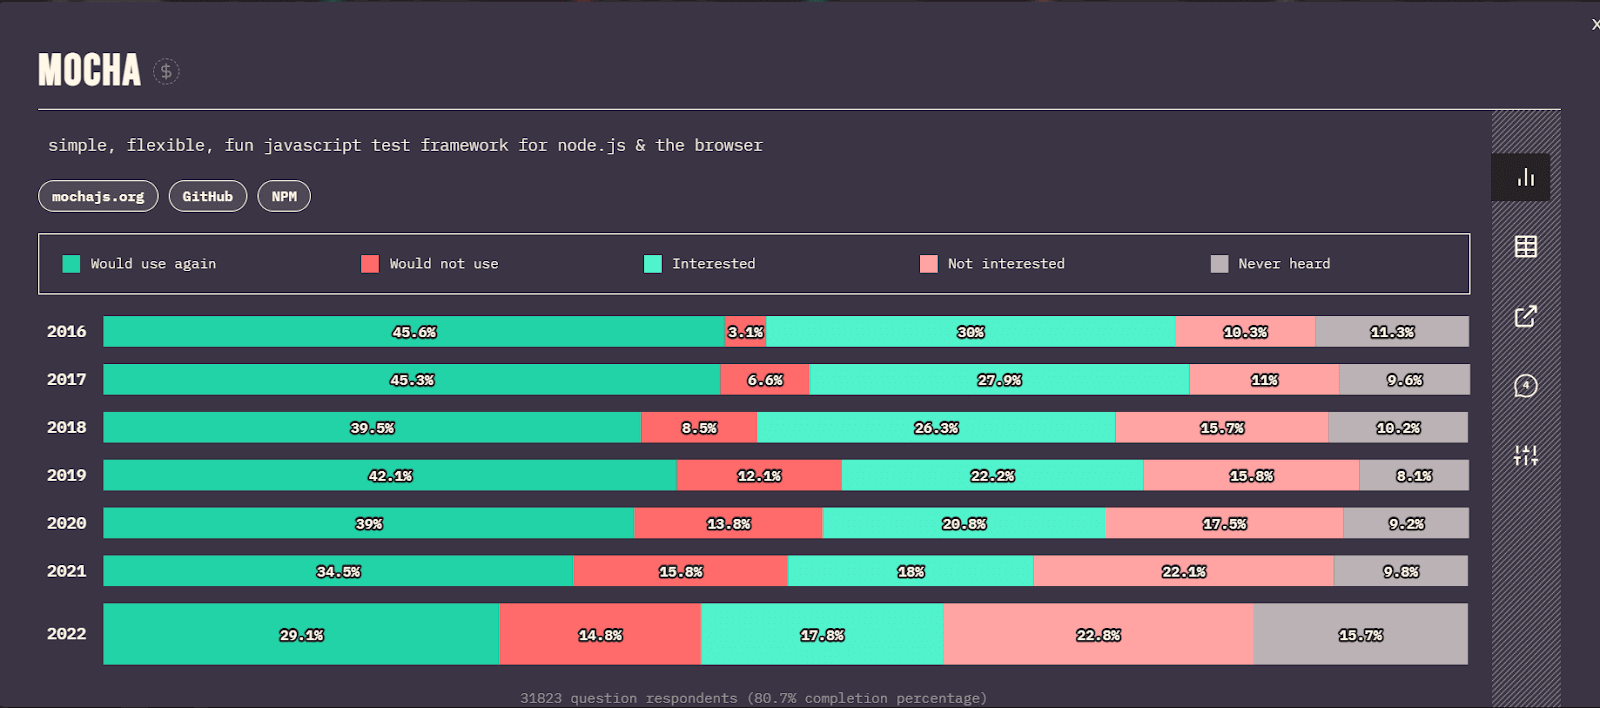 x
MOCHA $
simple, flexible, fun javascript test framework for node.js & the browser
mochajs.org GitHub NPM
Would use again Would not use Interested Not interested Never heard
2016 45.6% 3.1% 30% 10.3% 11.3%
2017 45.3% 6.6% 27.9% 11% 9.6%
2018 39.5% 8.5% 26.3% 15.7% 10.2%
2019 42.1% 12.1% 22.2% 15.8% 8.1%
4
2020 39% 13.8% 20.8% 17.5% 9.2%
2021 34.5% 15.8% 18% 22.1% 9.8%
2022 29.1% 14.8% 17.8% 22.8% 15.7%
31823 question respondents (80.7% completion percentage)